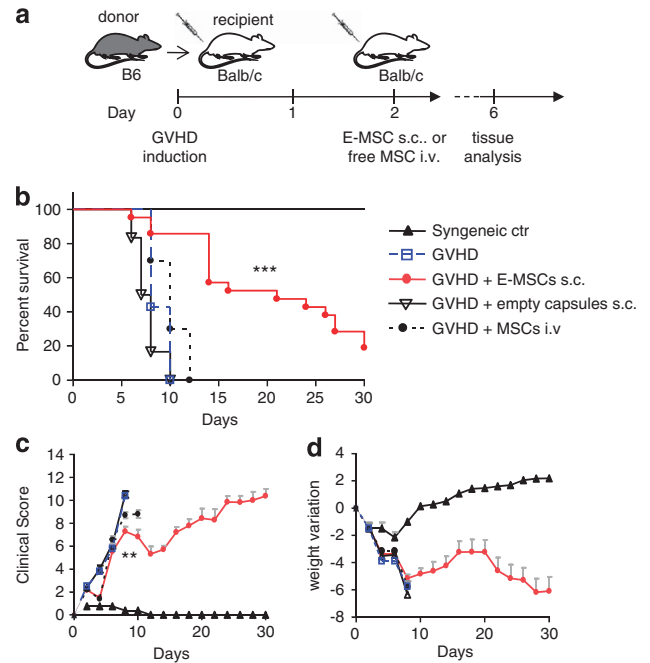 a
donor
recipient
B6
Balb/c
Balb/c
Day
0
1
2
6
GVHD
induction
E-MSC s.c.. or
free MSC i.v.
tissue
analysis
b
Percent survival
100
80
60
40
20
0
***
0 5 10 15 20 25 30
Days
Syngeneic ctr
GVHD
GVHD + E-MSCs s.c.
GVHD + empty capsules s.c.
GVHD + MSCs i.v
c
Clinical Score
14
12
10
8
6
4
2
0
**
0 10 20 30
Days
d
weight variation
4
2
0
-2
-4
-6
-8
0 10 20 30
Days